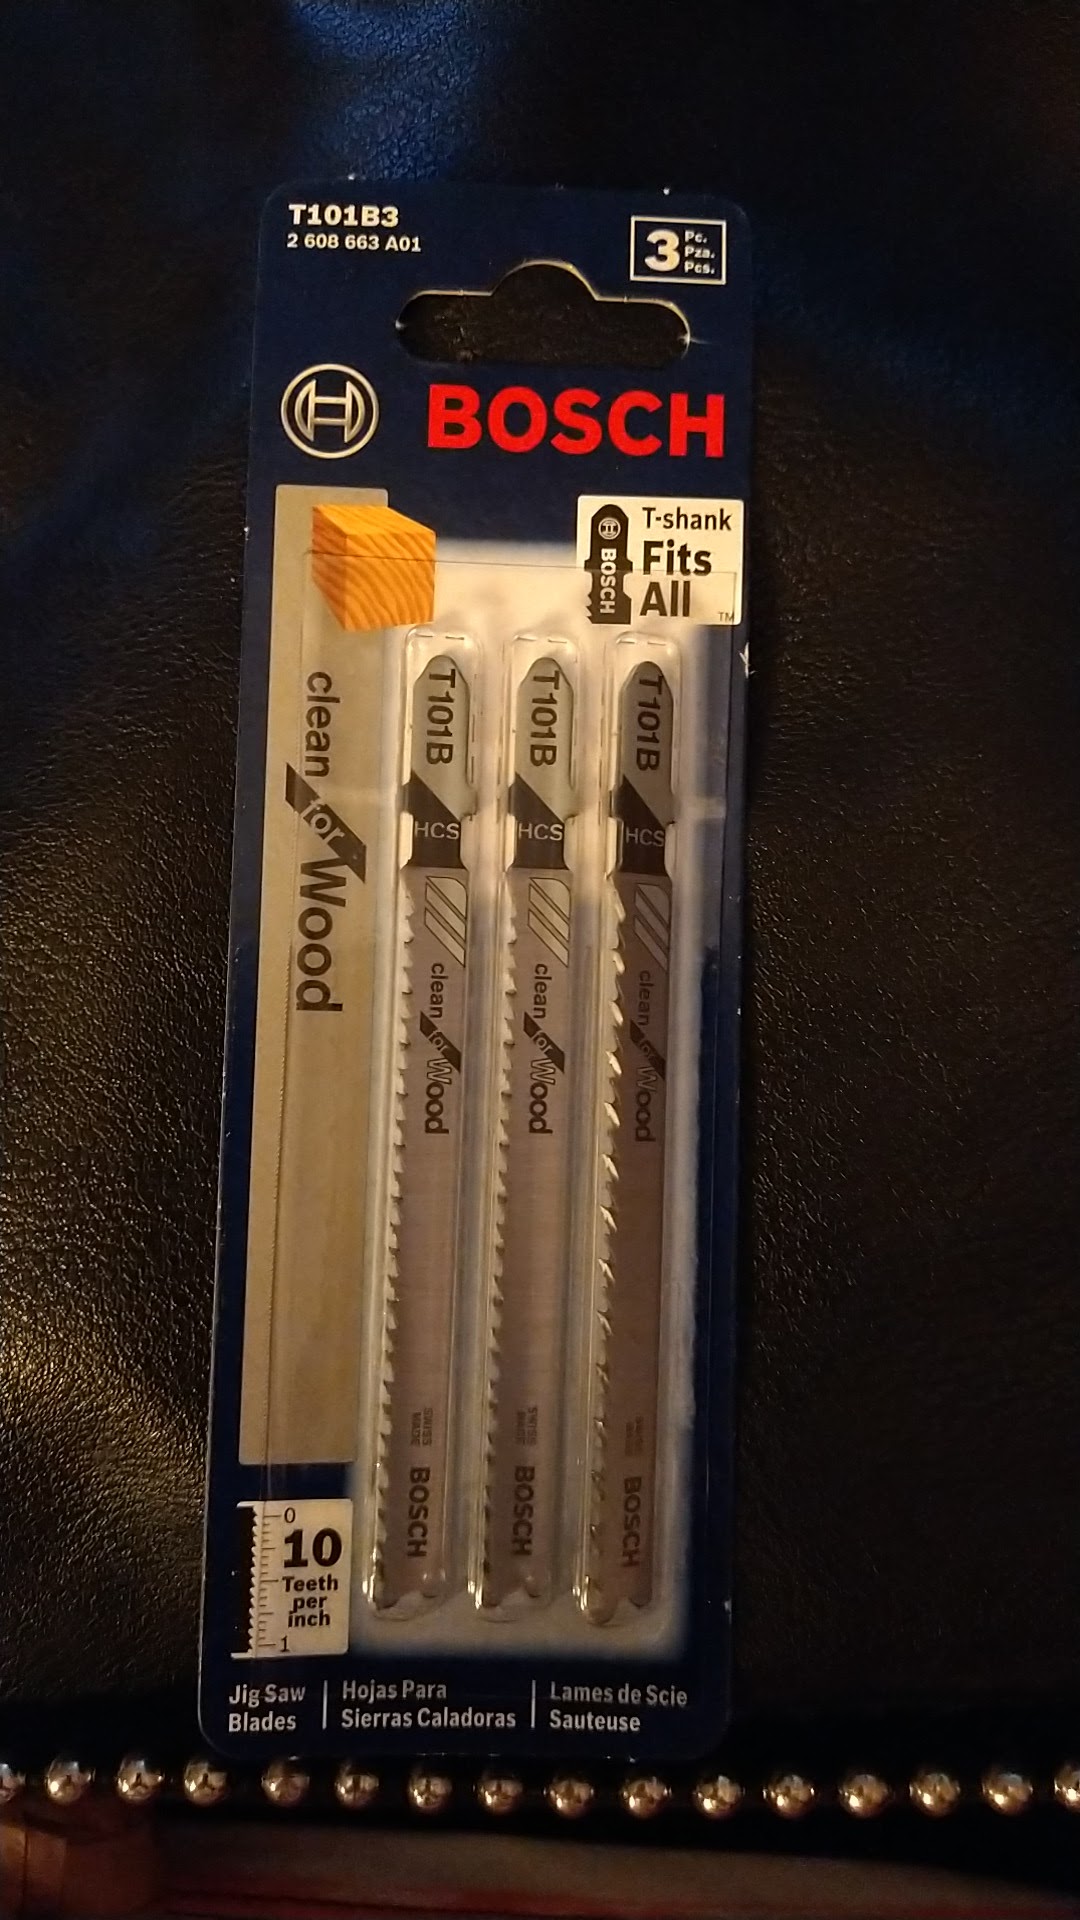 T101B3
2 608 663 A01
3 Pc.
Pza.
Pcs.
BOSCH
T-shank
Fits
All
TM
BOSCH
clean for Wood
T101B
HCS
clean for Wood
SWISS
MADE
BOSCH
T101B
HCS
clean for Wood
SWISS
MADE
BOSCH
T101B
HCS
clean for Wood
SWISS
MADE
BOSCH
0
10
Teeth
per
inch
1
Jig Saw
Blades
Hojas Para
Sierras Caladoras
Lames de Scie
Sauteuse